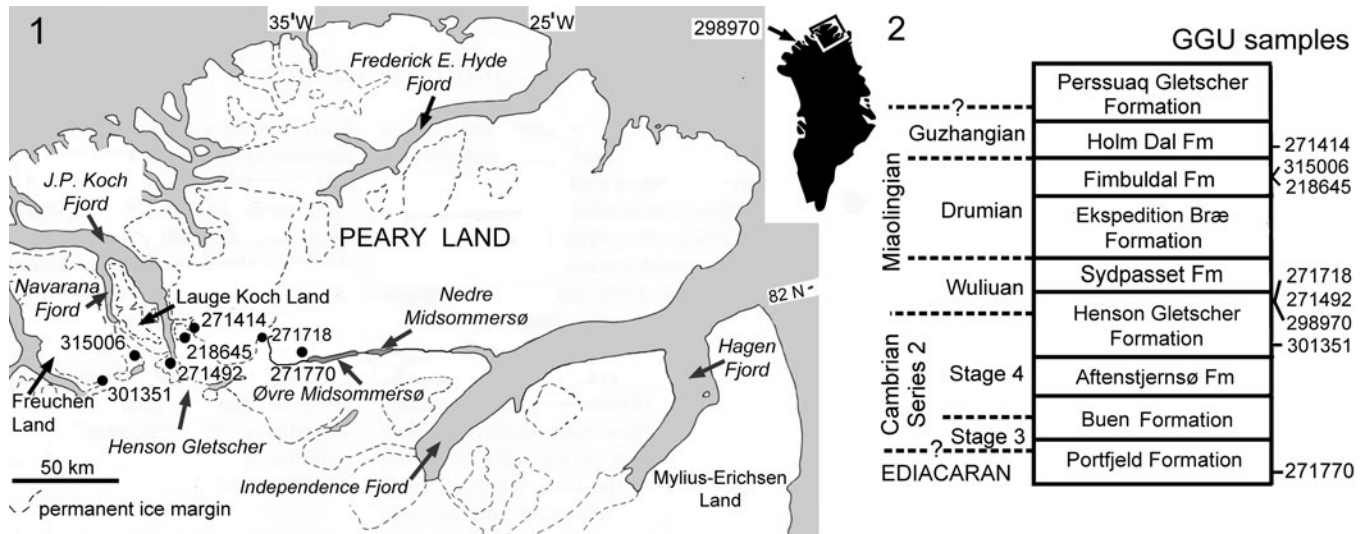 1
35°W
25°W
298970
Frederick E. Hyde
Fjord
J.P. Koch
Fjord
PEARY LAND
82 N
Navarana
Fjord
Lauge Koch Land
Nedre
Midsommersø
271414
271718
315006
218645
271492
271770
301351
Øvre Midsommersø
Hagen
Fjord
Freuchen
Land
Henson Gletscher
50 km
Independence Fjord
Mylius-Erichsen
Land
permanent ice margin
2
GGU samples
Perssuaq Gletscher
Formation
?
Guzhangian
Holm Dal Fm
271414
315006
Fimbuldal Fm
218645
Miaolingian
Drumian
Ekspedition Bræ
Formation
Sydpasset Fm
271718
Wuliuan
271492
Henson Gletscher
Formation
298970
301351
Cambrian
Series 2
Stage 4
Aftenstjernsø Fm
Buen Formation
Stage 3
?
Portfjeld Formation
EDIACARAN
271770